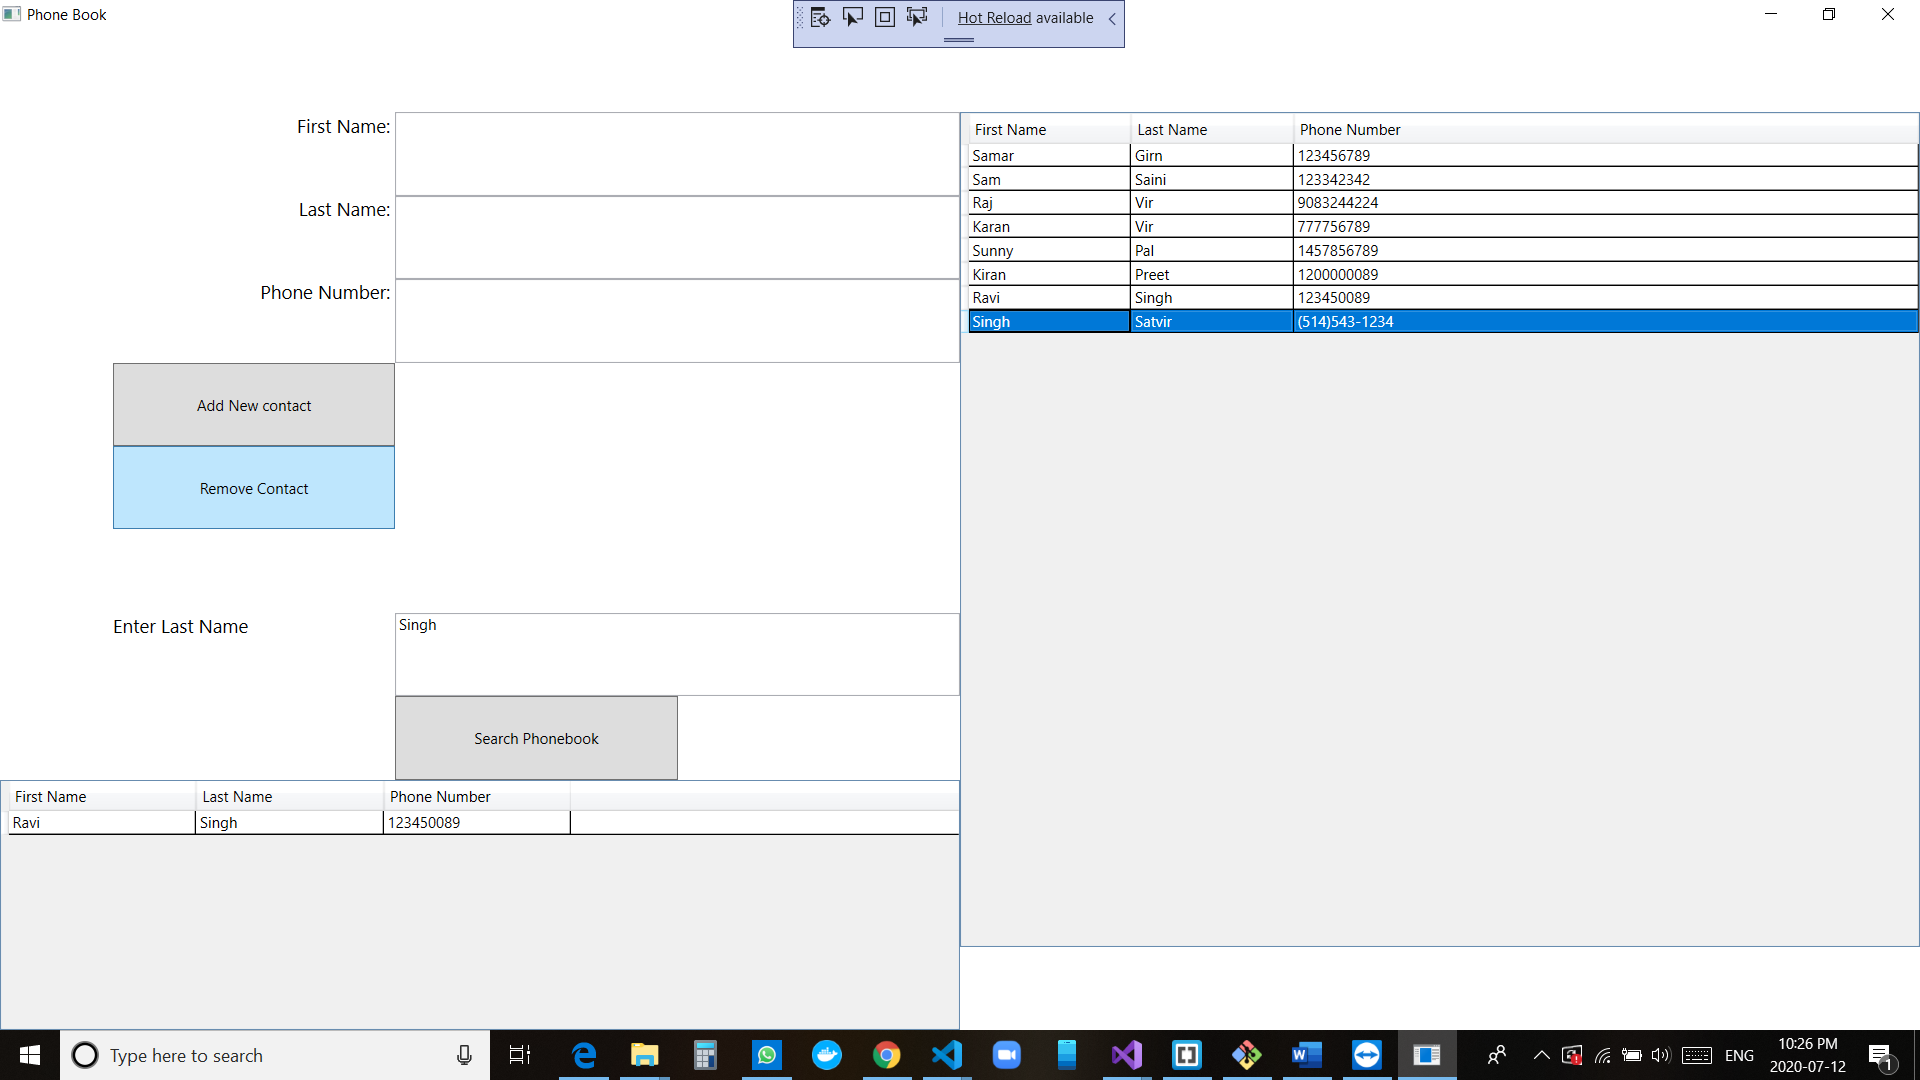 Phone Book
Hot Reload available
First Name:
Last Name:
Phone Number:
Add New contact
Remove Contact
First Name Last Name Phone Number
Samar Girn 123456789
Sam Saini 123342342
Raj Vir 9083244224
Karan Vir 777756789
Sunny Pal 1457856789
Kiran Preet 1200000089
Ravi Singh 123450089
Singh Satvir (514)543-1234
Enter Last Name Singh
Search Phonebook
First Name Last Name Phone Number
Ravi Singh 123450089
Type here to search
ENG
10:26 PM
2020-07-12
1